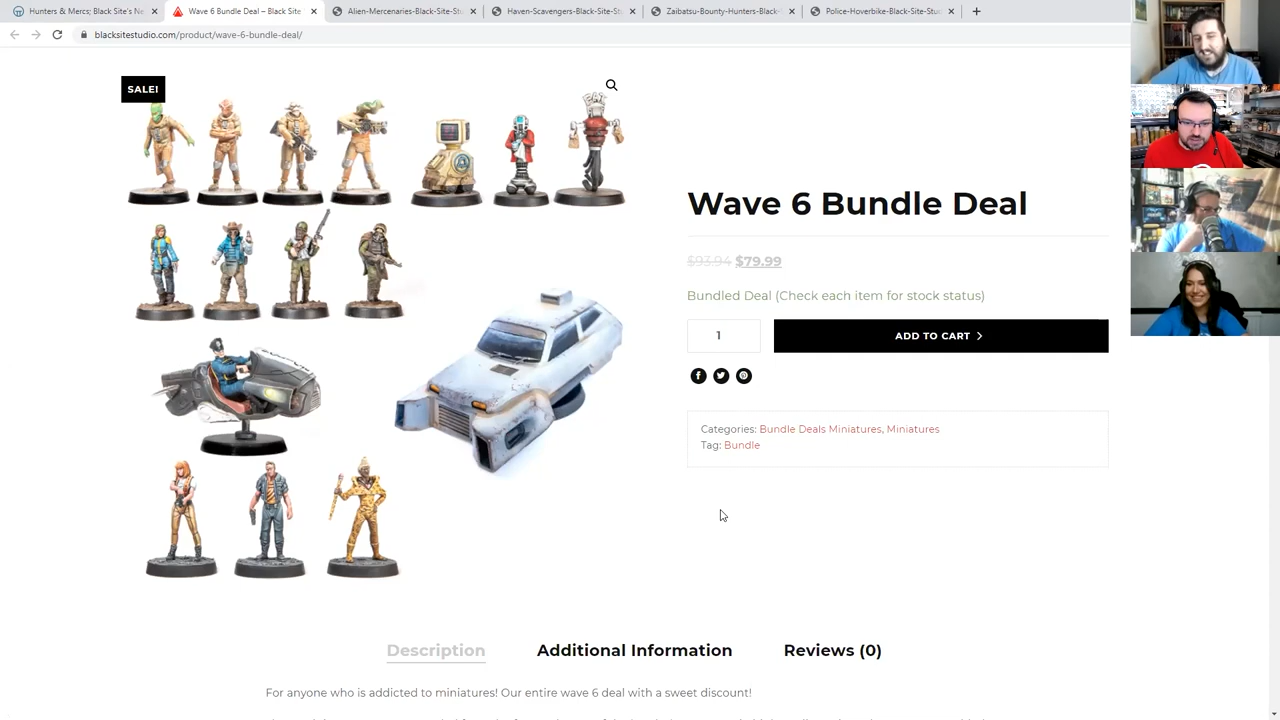 Hunters & Mercs; Black Site's Ne
Wave 6 Bundle Deal – Black Site
Alien-Mercenaries-Black-Site-Stu
Haven-Scavengers-Black-Site-Stu
Zaibatsu-Bounty-Hunters-Black-
Police-Hoverbike-Black-Site-Stud
blacksitestudio.com/product/wave-6-bundle-deal/
SALE!
EAT
Wave 6 Bundle Deal
$93.94 $79.99
Bundled Deal (Check each item for stock status)
1
ADD TO CART
Categories: Bundle Deals Miniatures, Miniatures
Tag: Bundle
Description
Additional Information
Reviews (0)
For anyone who is addicted to miniatures! Our entire wave 6 deal with a sweet discount!